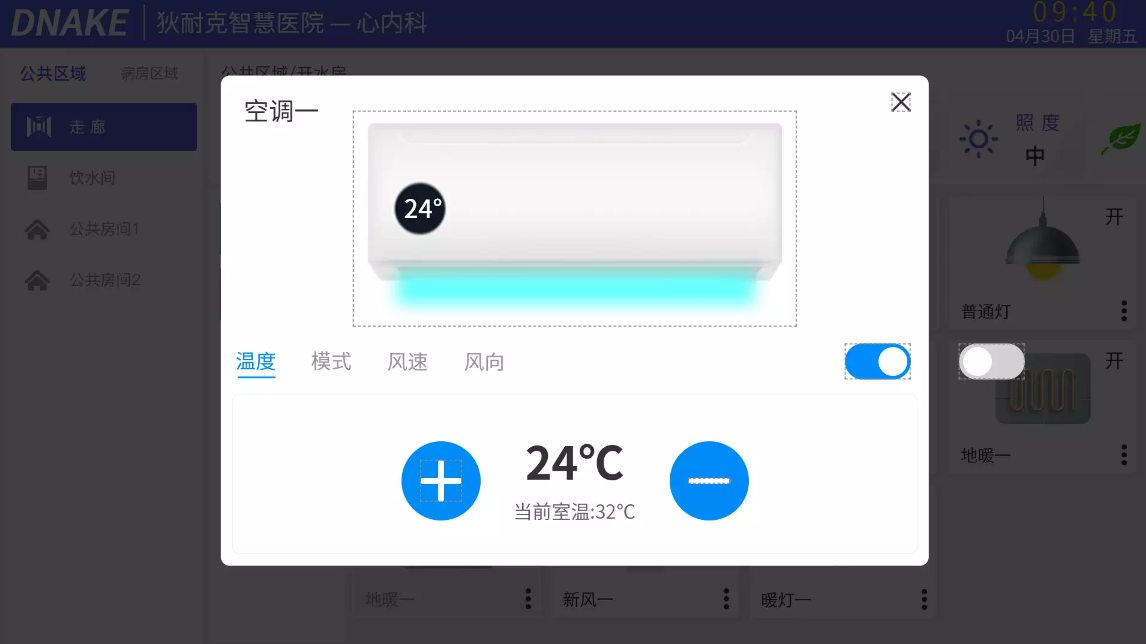 DNAKE 狄耐克智慧医院 — 心内科
09:40
04月30日 星期五
公共区域 病房区域
公共区域/开水房
走廊
饮水间
公共房间1
公共房间2
照度
中
空调一
24°
温度 模式 风速 风向
24℃
当前室温:32℃
开
普通灯
开
地暖一
地暖一
新风一
暖灯一